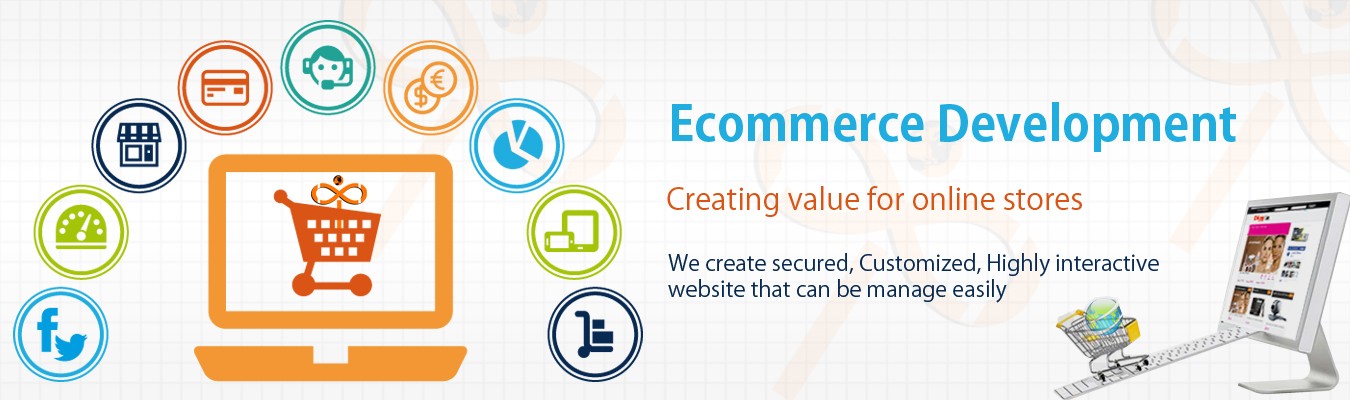 Ecommerce Development
Creating value for online stores
We create secured, Customized, Highly interactive
website that can be manage easily